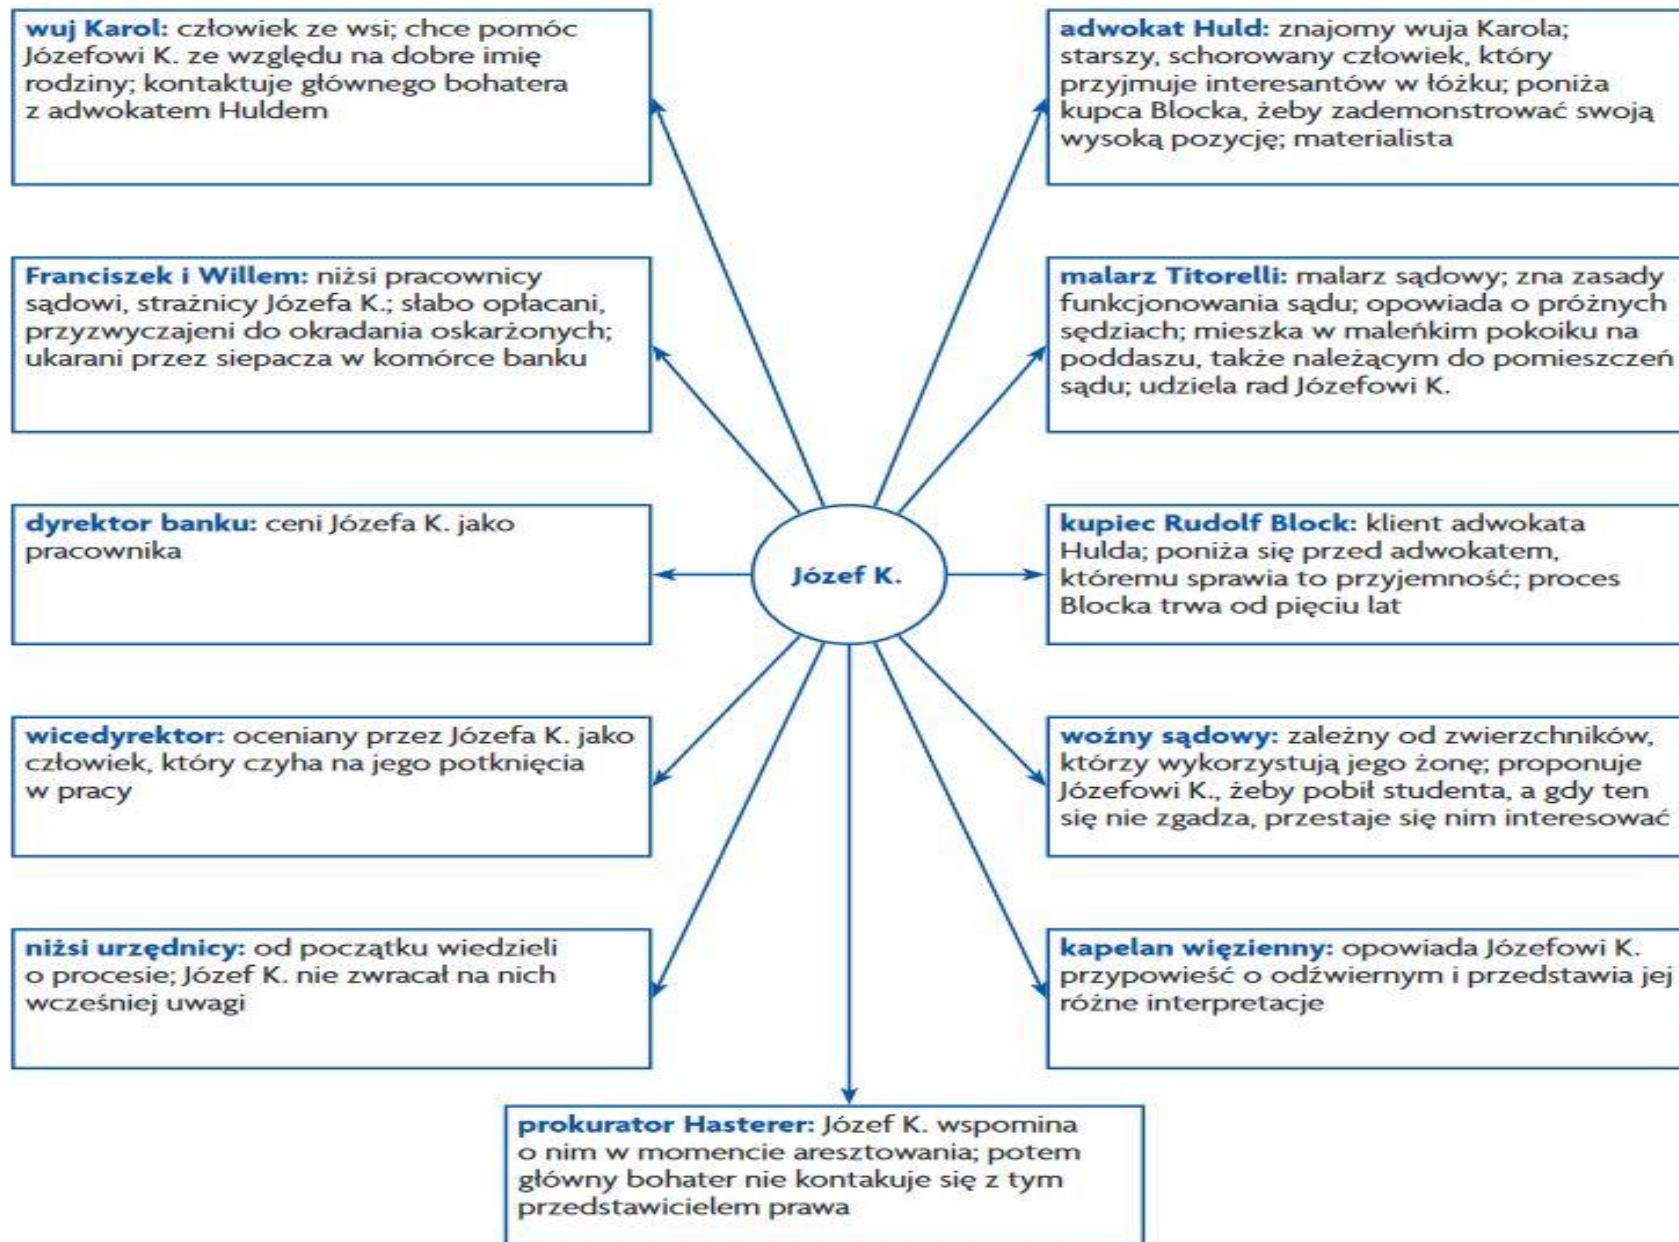 wuj Karol: człowiek ze wsi; chce pomóc
Józefowi K. ze względu na dobre imię
rodziny; kontaktuje głównego bohatera
z adwokatem Huldem
adwokat Huld: znajomy wuja Karola;
starszy, schorowany człowiek, który
przyjmuje interesantów w łóżku; poniża
kupca Blocka, żeby zademonstrować swoją
wysoką pozycję; materialista
Franciszek i Willem: niżsi pracownicy
sądowi, strażnicy Józefa K.; słabo opłacani,
przyzwyczajeni do okradania oskarżonych;
ukarani przez siepacza w komórce banku
malarz Titorelli: malarz sądowy; zna zasady
funkcjonowania sądu; opowiada o próżnych
sędziach; mieszka w maleńkim pokoiku na
poddaszu, także należącym do pomieszczeń
sądu; udziela rad Józefowi K.
dyrektor banku: ceni Józefa K. jako
pracownika
Józef K.
kupiec Rudolf Block: klient adwokata
Hulda; poniża się przed adwokatem,
któremu sprawia to przyjemność; proces
Blocka trwa od pięciu lat
wicedyrektor: oceniany przez Józefa K. jako
człowiek, który czyha na jego potknięcia
w pracy
woźny sądowy: zależny od zwierzchników,
którzy wykorzystują jego żonę; proponuje
Józefowi K., żeby pobił studenta, a gdy ten
się nie zgadza, przestaje się nim interesować
niżsi urzędnicy: od początku wiedzieli
o procesie; Józef K. nie zwracał na nich
wcześniej uwagi
kapelan więzienny: opowiada Józefowi K.
przypowieść o odźwiernym i przedstawia jej
różne interpretacje
prokurator Hasterer: Józef K. wspomina
o nim w momencie aresztowania; potem
główny bohater nie kontakuje się z tym
przedstawicielem prawa